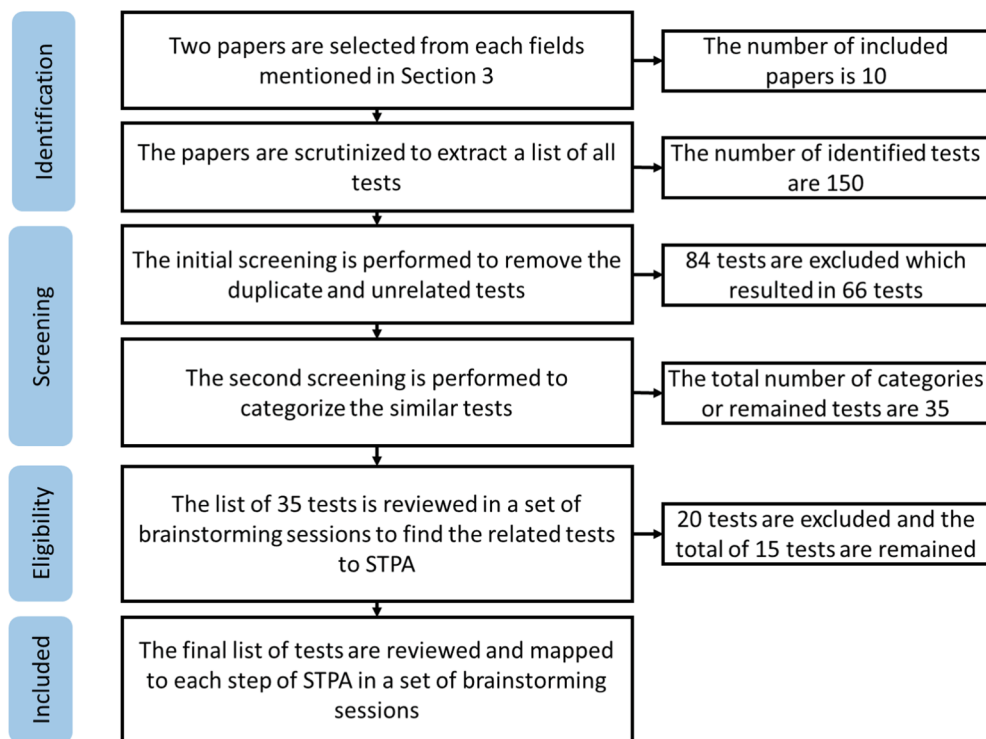 Identification
Two papers are selected from each fields
mentioned in Section 3
The number of included
papers is 10
The papers are scrutinized to extract a list of all
tests
The number of identified tests
are 150
Screening
The initial screening is performed to remove the
duplicate and unrelated tests
84 tests are excluded which
resulted in 66 tests
The second screening is performed to
categorize the similar tests
The total number of categories
or remained tests are 35
Eligibility
The list of 35 tests is reviewed in a set of
brainstorming sessions to find the related tests
to STPA
20 tests are excluded and the
total of 15 tests are remained
Included
The final list of tests are reviewed and mapped
to each step of STPA in a set of brainstorming
sessions